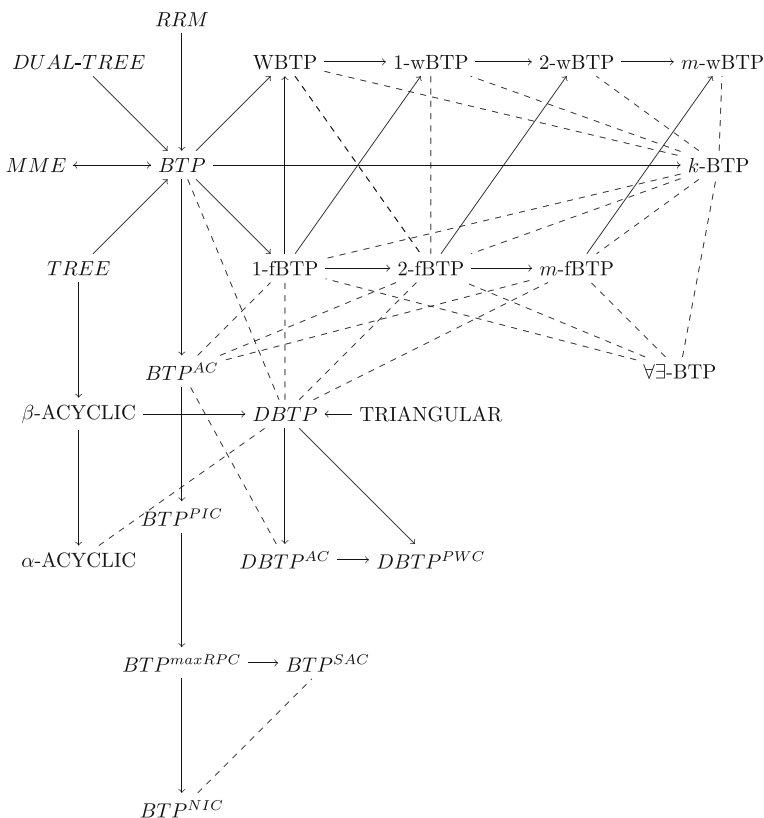 RRM
DUAL-TREE WBTP 1-wBTP 2-wBTP m-wBTP
MME BTP k-BTP
TREE 1-fBTP 2-fBTP m-fBTP
BTP^{AC} ∀∃-BTP
β-ACYCLIC DBTP TRIANGULAR
BTP^{PIC}
α-ACYCLIC DBTP^{AC} DBTP^{PWC}
BTP^{maxRPC} BTP^{SAC}
BTP^{NIC}